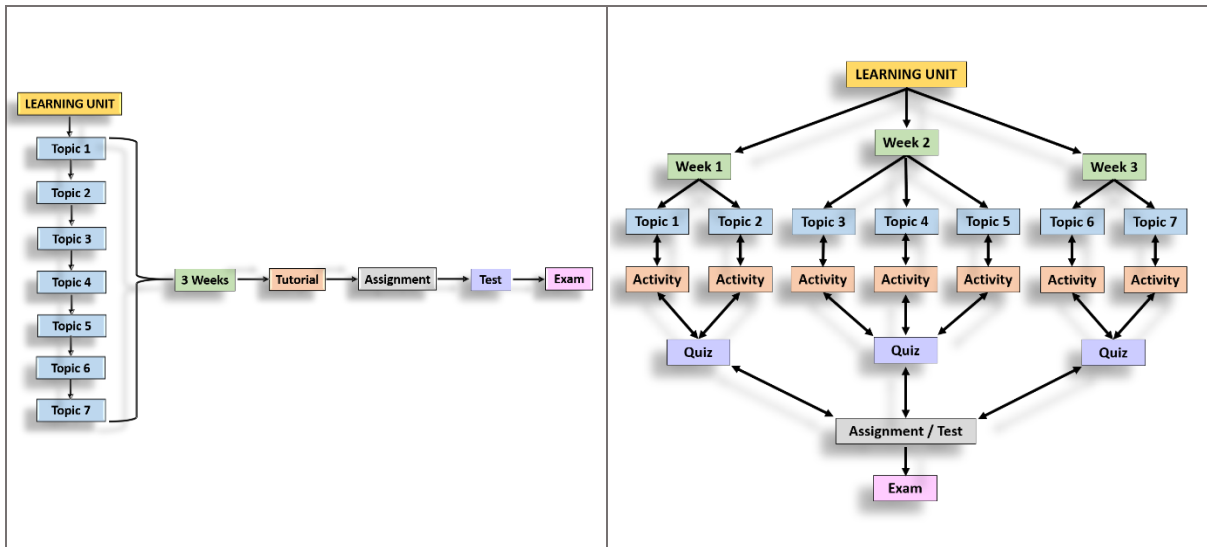 LEARNING UNIT
Topic 1
Topic 2
Topic 3
Topic 4
Topic 5
Topic 6
Topic 7
3 Weeks
Tutorial
Assignment
Test
Exam
LEARNING UNIT
Week 1
Week 2
Week 3
Topic 1
Topic 2
Topic 3
Topic 4
Topic 5
Topic 6
Topic 7
Activity
Activity
Activity
Activity
Activity
Activity
Activity
Quiz
Quiz
Quiz
Assignment / Test
Exam